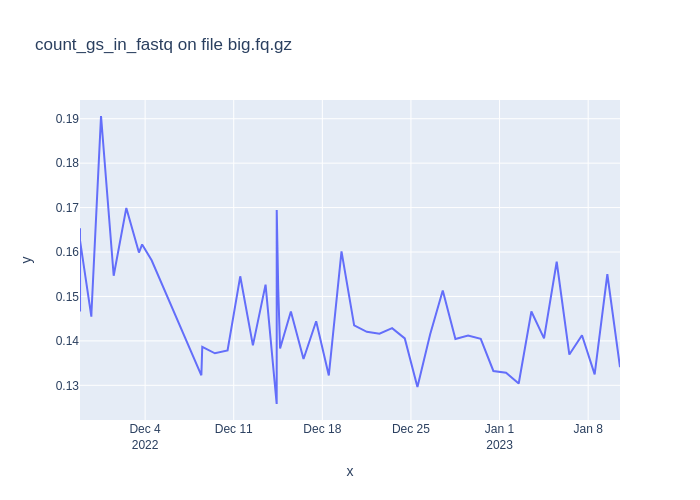 count_gs_in_fastq on file big.fq.gz
0.19
0.18
0.17
0.16
0.15
0.14
0.13
y
Dec 4
2022
Dec 11
Dec 18
Dec 25
Jan 1
2023
Jan 8
x